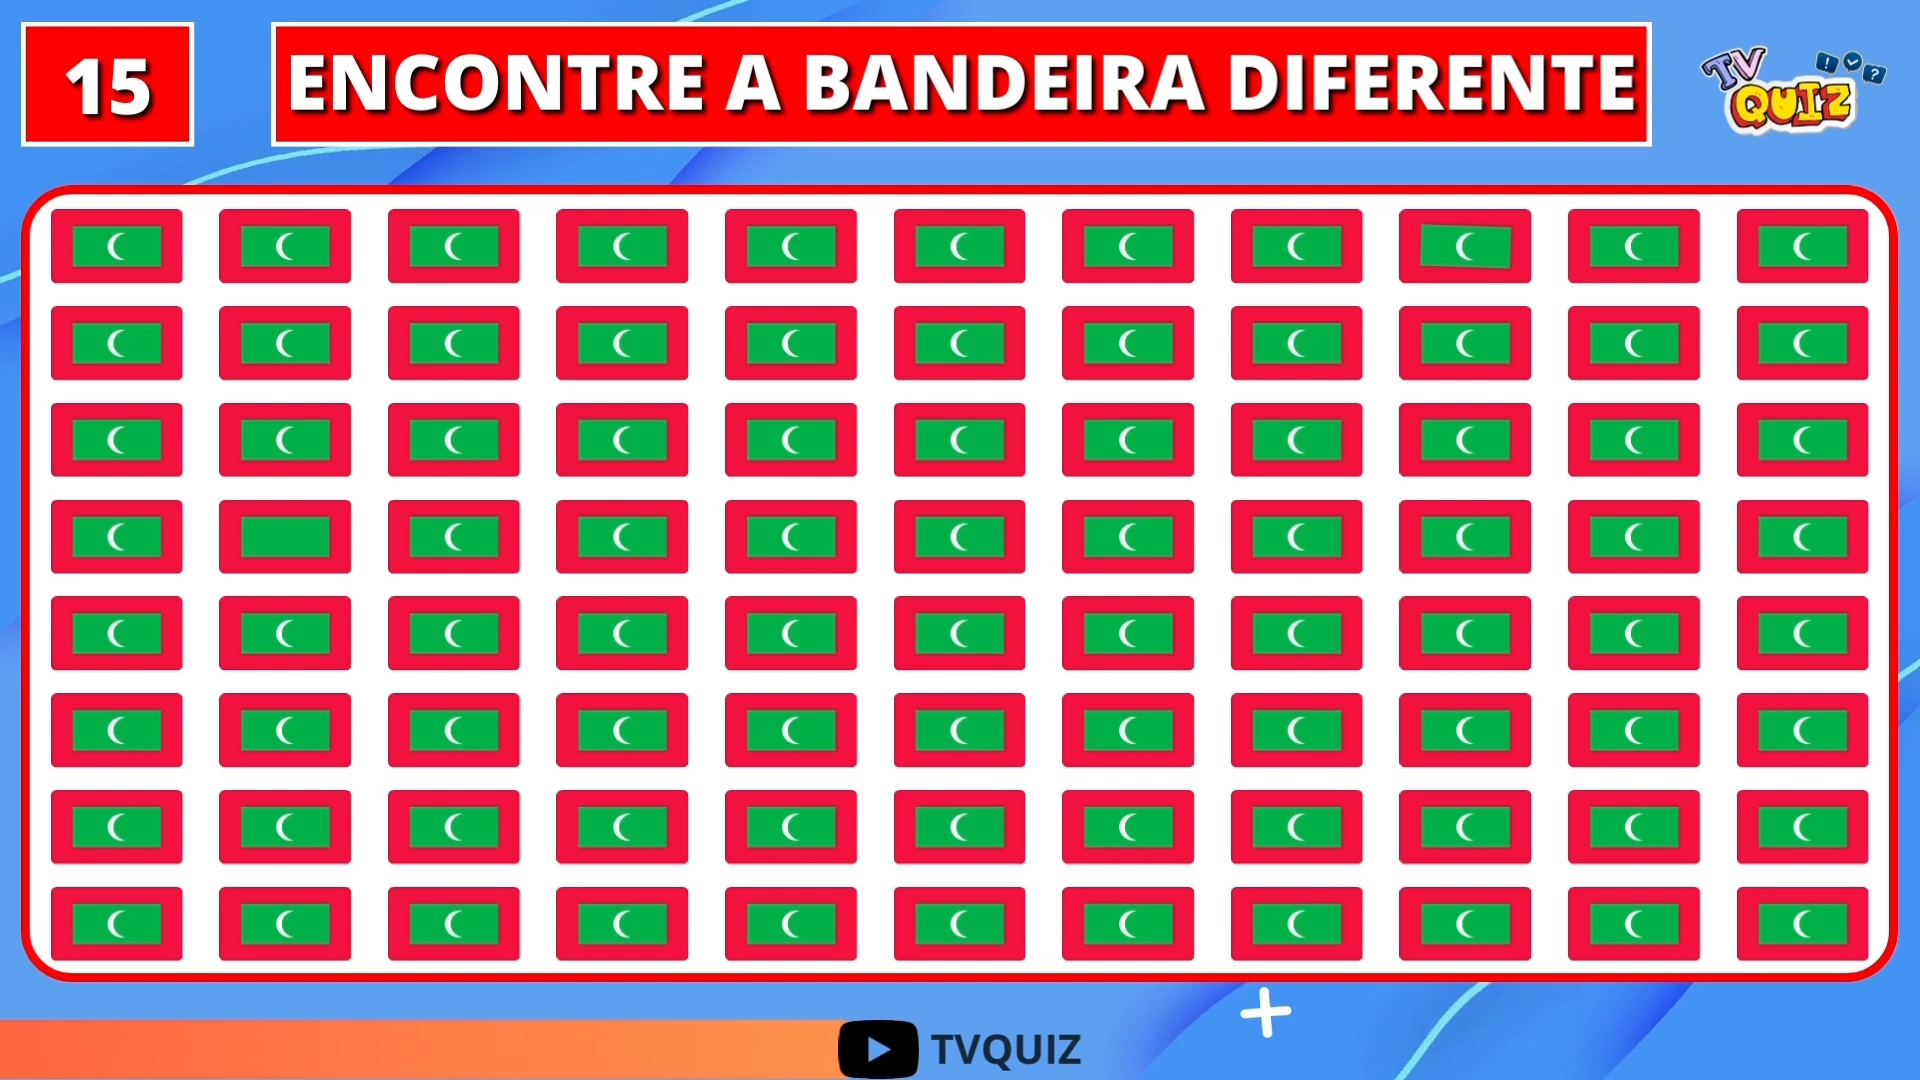 15
ENCONTRE A BANDEIRA DIFERENTE
TV
QUIZ
! ?
TVQUIZ